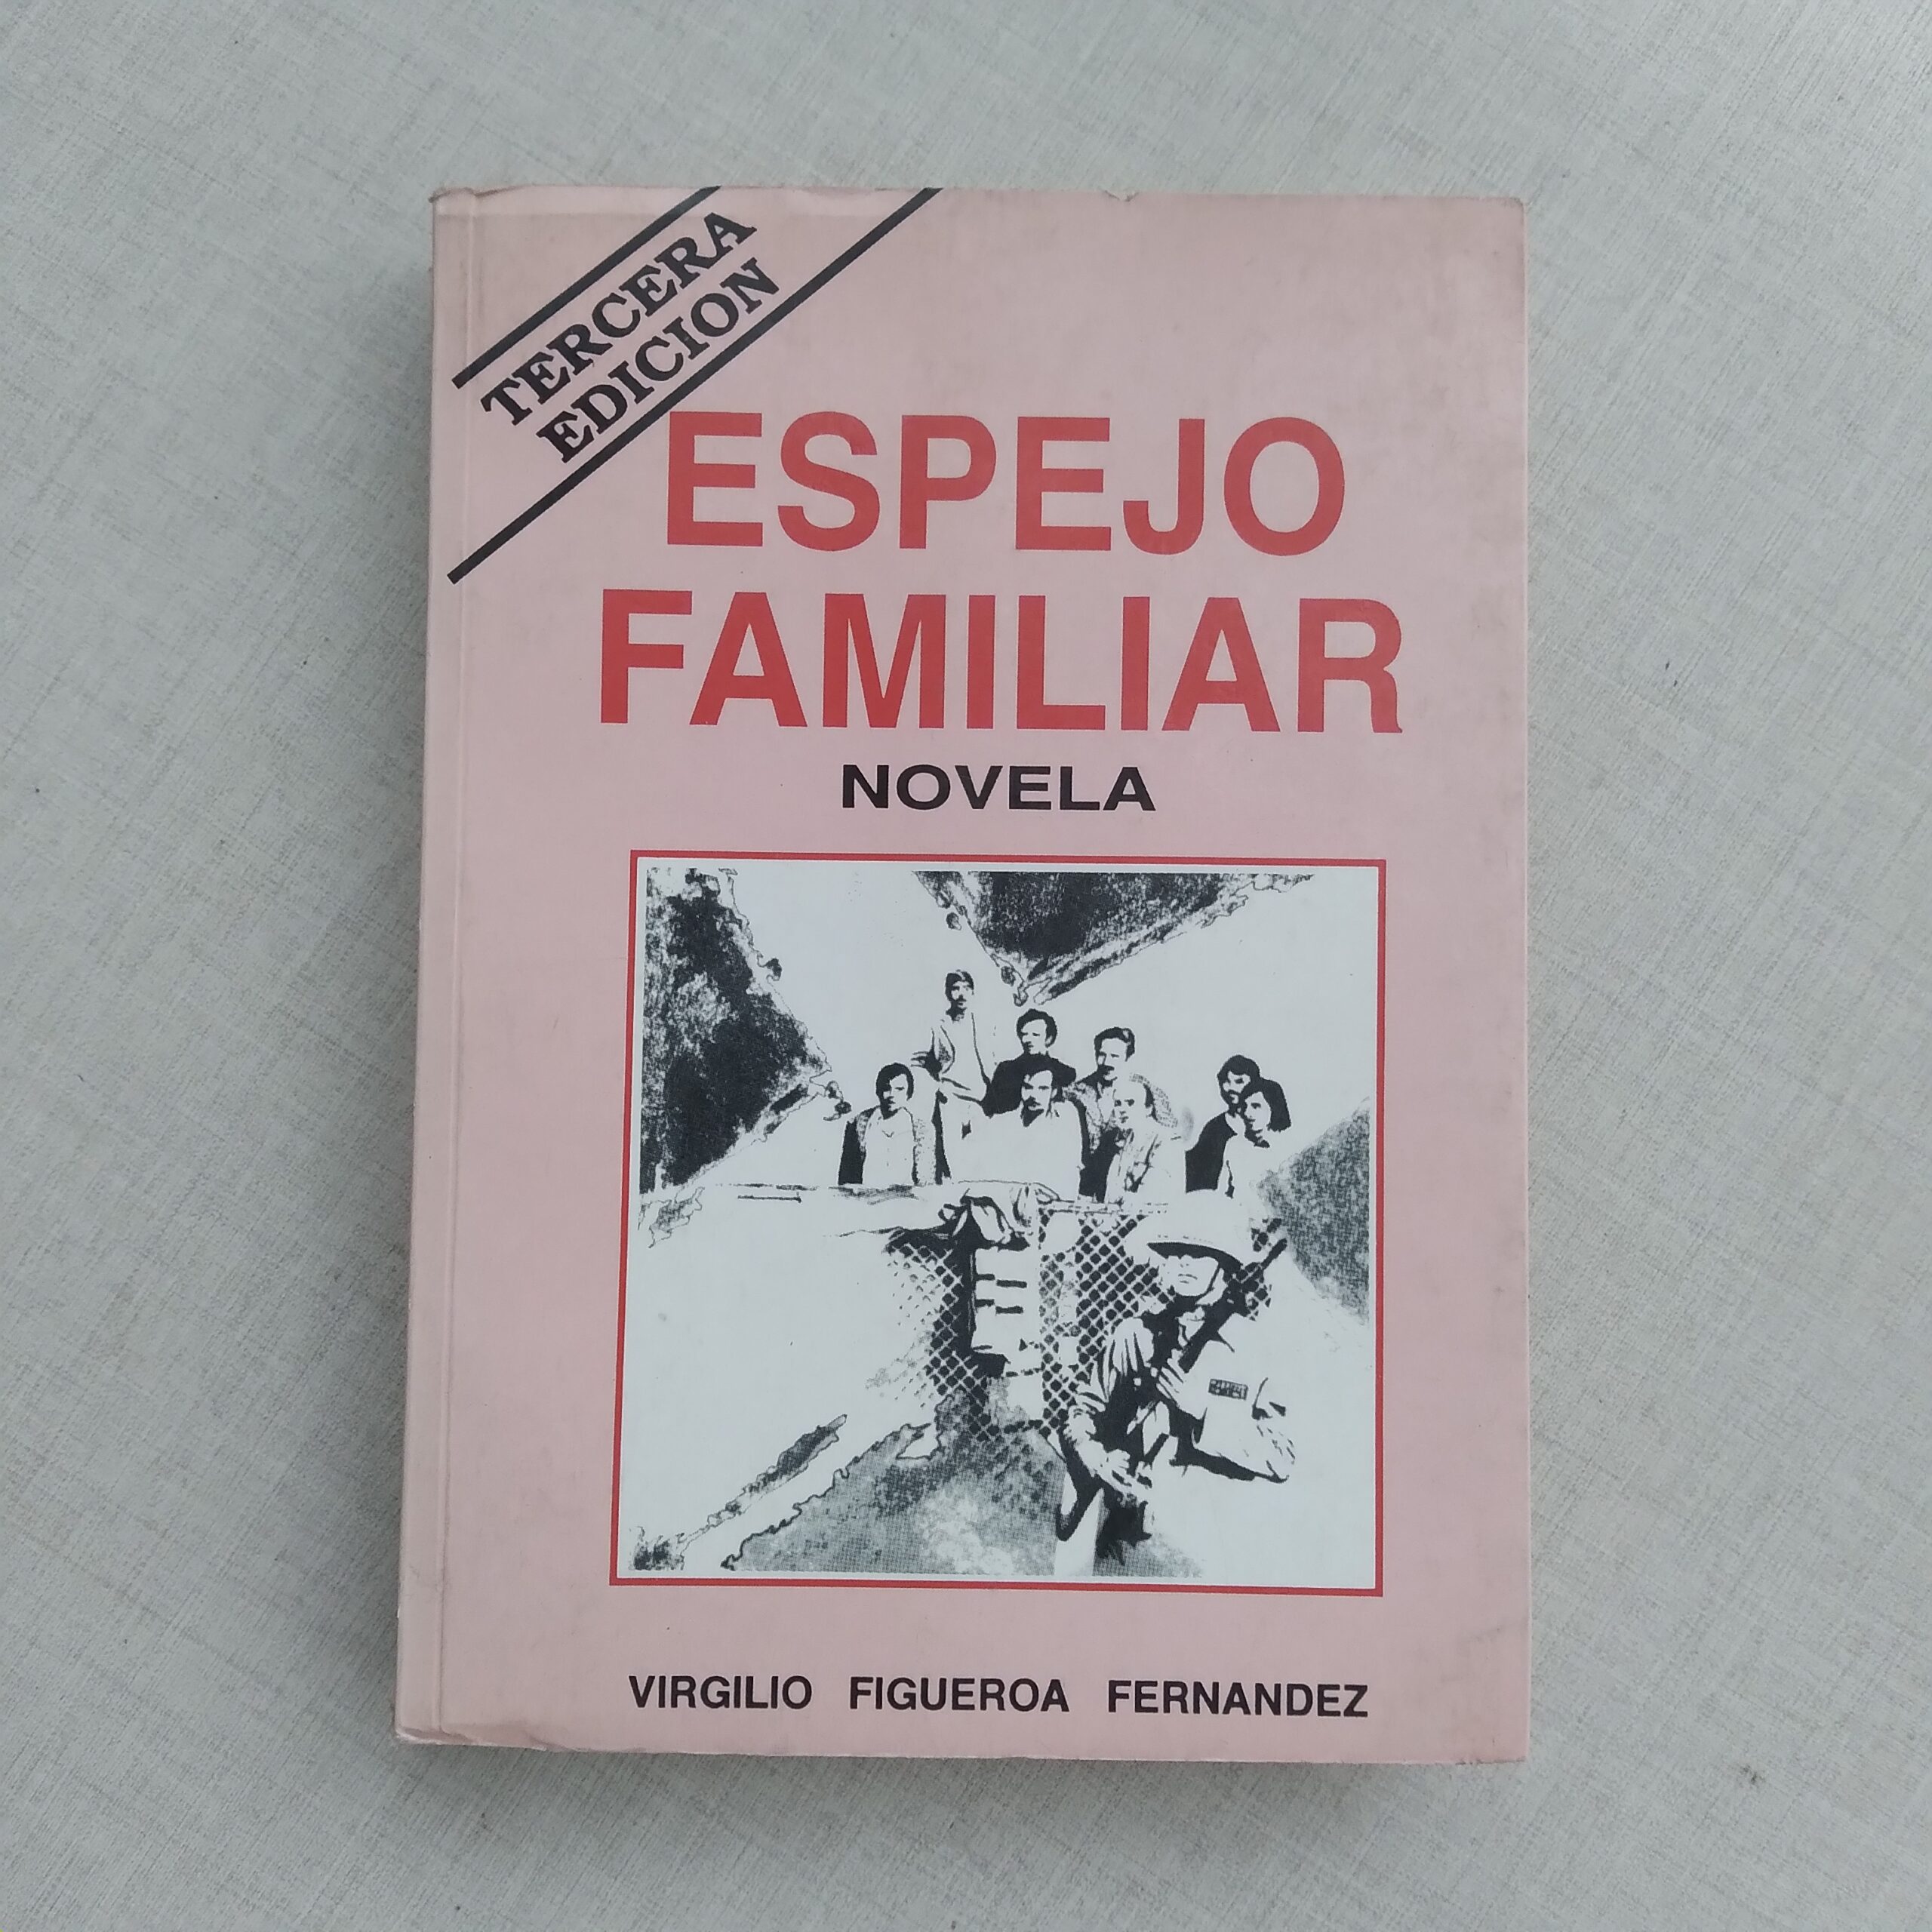 TERCERA
EDICION
ESPEJO
FAMILIAR
NOVELA
VIRGILIO FIGUEROA FERNANDEZ